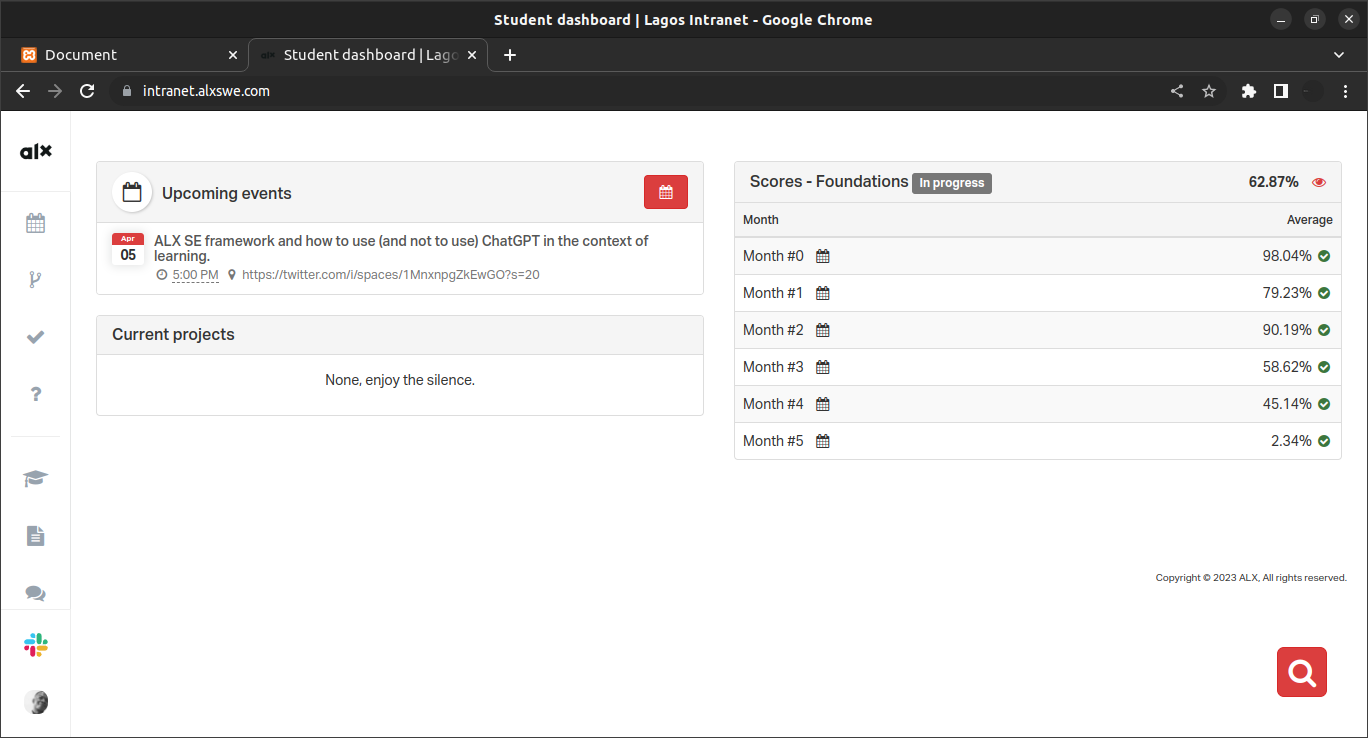 Student dashboard | Lagos Intranet - Google Chrome
Document
Student dashboard | Lago
intranet.alxswe.com
alx
Upcoming events
Apr
05
ALX SE framework and how to use (and not to use) ChatGPT in the context of
learning.
5:00 PM
https://twitter.com/i/spaces/1MnxnpgZkEwGO?s=20
Current projects
None, enjoy the silence.
Scores - Foundations In progress 62.87%
Month Average
Month #0 98.04%
Month #1 79.23%
Month #2 90.19%
Month #3 58.62%
Month #4 45.14%
Month #5 2.34%
Copyright © 2023 ALX, All rights reserved.